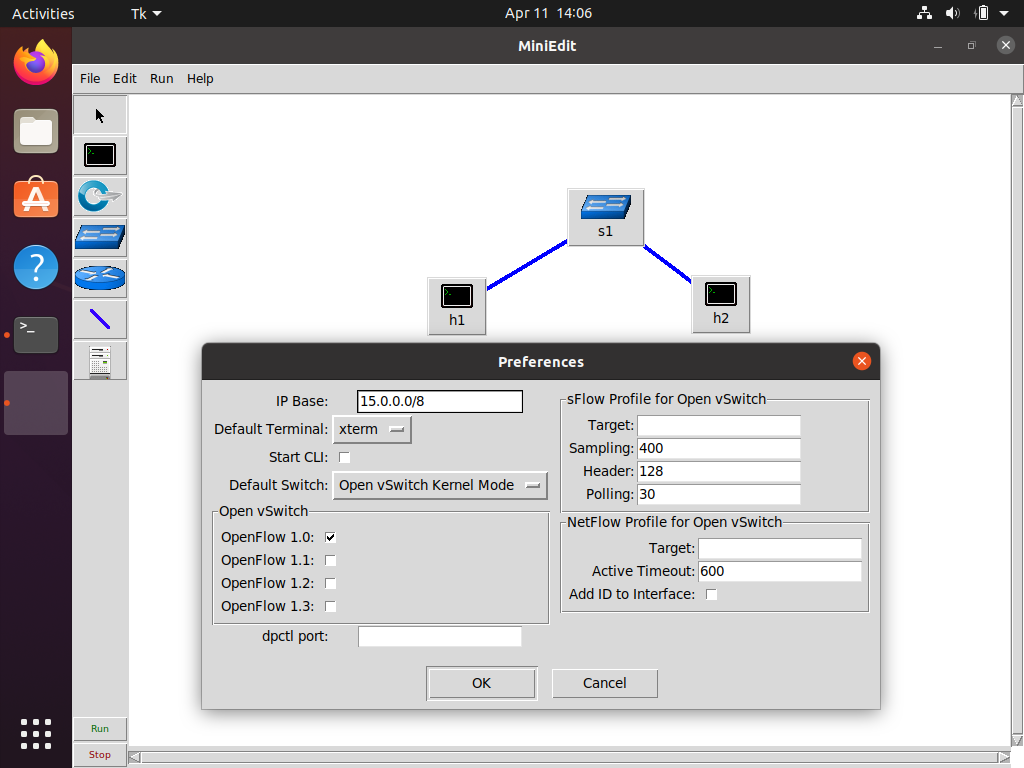 Activities
Tk
Apr 11 14:06
MiniEdit
File Edit Run Help
s1
h1
h2
Preferences
IP Base: 15.0.0.0/8
Default Terminal: xterm
Start CLI:
Default Switch: Open vSwitch Kernel Mode
Open vSwitch
OpenFlow 1.0:
OpenFlow 1.1:
OpenFlow 1.2:
OpenFlow 1.3:
dpctl port:
sFlow Profile for Open vSwitch
Target:
Sampling: 400
Header: 128
Polling: 30
NetFlow Profile for Open vSwitch
Target:
Active Timeout: 600
Add ID to Interface:
OK
Cancel
Run
Stop